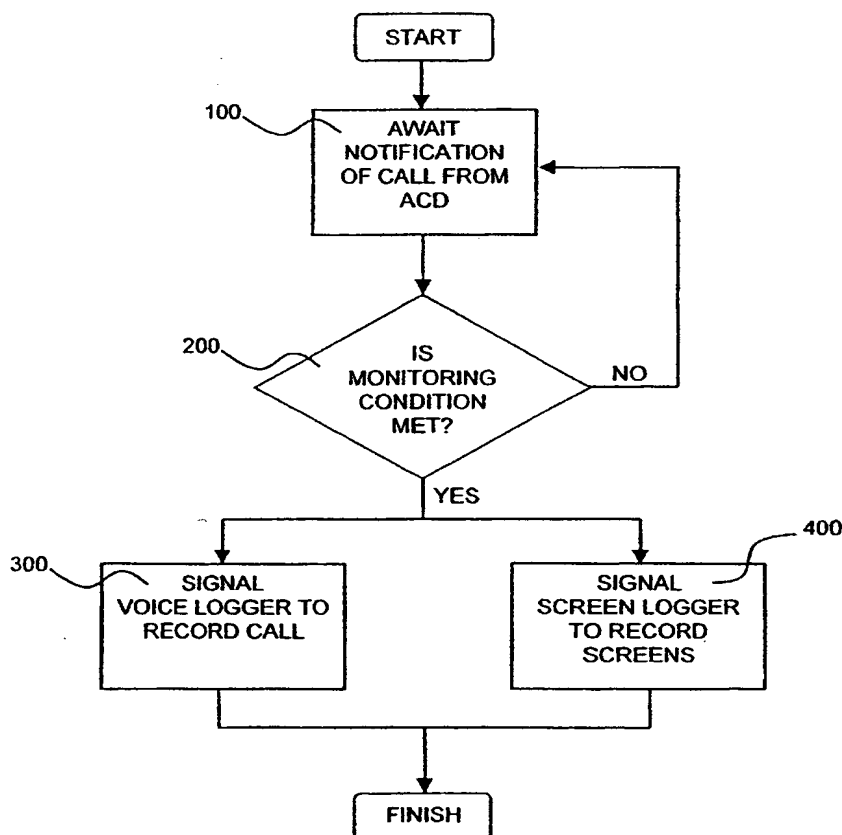 START
100
AWAIT
NOTIFICATION
OF CALL FROM
ACD
200
IS
MONITORING
CONDITION
MET?
NO
YES
300
SIGNAL
VOICE LOGGER TO
RECORD CALL
400
SIGNAL
SCREEN LOGGER
TO RECORD
SCREENS
FINISH